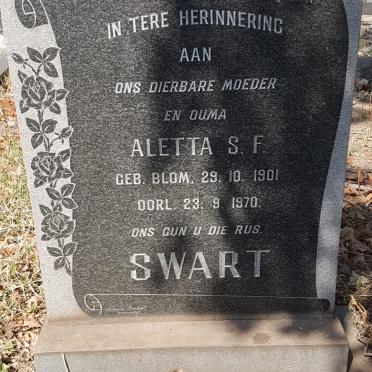 IN TERE HERINNERING
AAN
ONS DIERBARE MOEDER
EN OUMA
ALETTA S. F.
GEB. BLOM, 29. 10. 1901
OORL. 23. 9. 1970.
ONS GUN U DIE RUS.
SWART